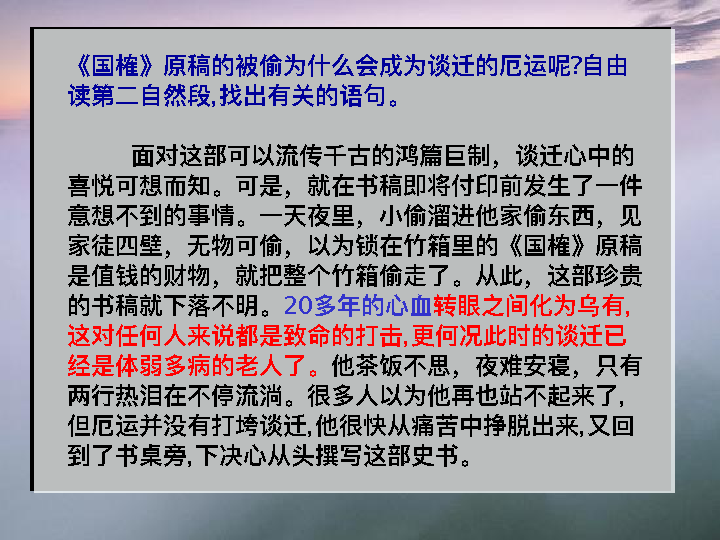 《国榷》原稿的被偷为什么会成为谈迁的厄运呢?自由
读第二自然段,找出有关的语句。
面对这部可以流传千古的鸿篇巨制，谈迁心中的
喜悦可想而知。可是，就在书稿即将付印前发生了一件
意想不到的事情。一天夜里，小偷溜进他家偷东西，见
家徒四壁，无物可偷，以为锁在竹箱里的《国榷》原稿
是值钱的财物，就把整个竹箱偷走了。从此，这部珍贵
的书稿就下落不明。20多年的心血转眼之间化为乌有,
这对任何人来说都是致命的打击,更何况此时的谈迁已
经是体弱多病的老人了。他茶饭不思，夜难安寝，只有
两行热泪在不停流淌。很多人以为他再也站不起来了,
但厄运并没有打垮谈迁,他很快从痛苦中挣脱出来,又回
到了书桌旁,下决心从头撰写这部史书。